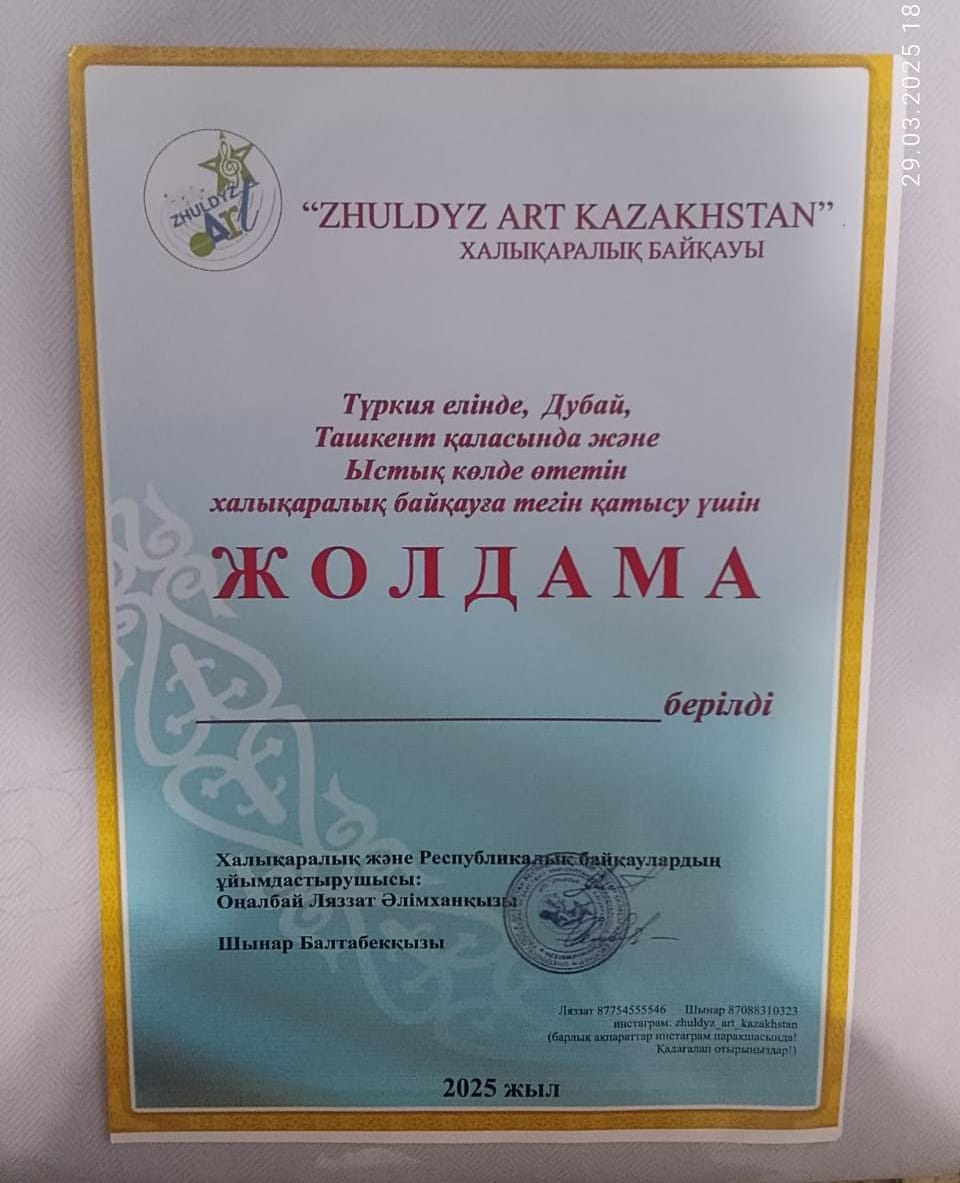 29.03.2025 18
ZHULDYZ
Art
“ZHULDYZ ART KAZAKHSTAN”
ХАЛЫҚАРАЛЫҚ БАЙҚАУЫ
Түркия елінде, Дубай,
Ташкент қаласында және
Ыстық көлде өтетін
халықаралық байқауға тегін қатысу үшін
ЖОЛДАМА
берілді
Халықаралық және Республикалық байқаулардың
ұйымдастырушысы:
Оңалбай Ляззат Әлімханқызы
Шынар Балтабекқызы
Ляззат 87754555546 Шынар 87088310323
инстаграм: zhuldyz_art_kazakhstan
(барлық ақпараттар инстаграм парақшасында!
Қадағалап отырыңыздар!)
2025 жыл